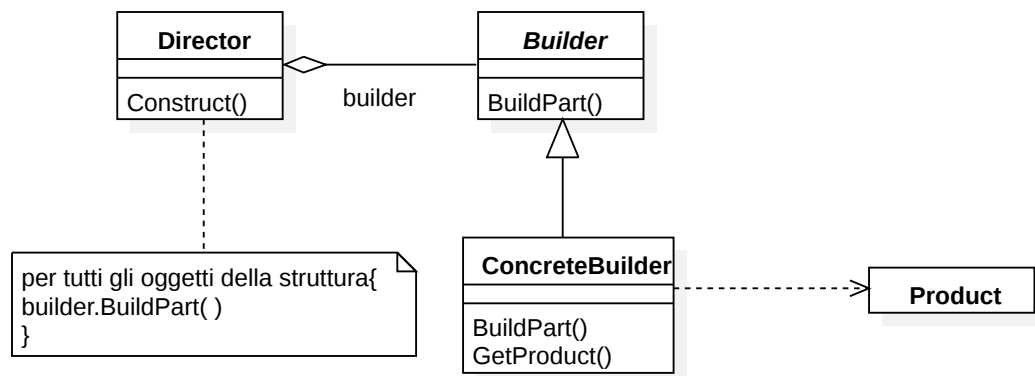 Director
Construct()
builder
Builder
BuildPart()
per tutti gli oggetti della struttura{
builder.BuildPart( )
}
ConcreteBuilder
BuildPart()
GetProduct()
Product